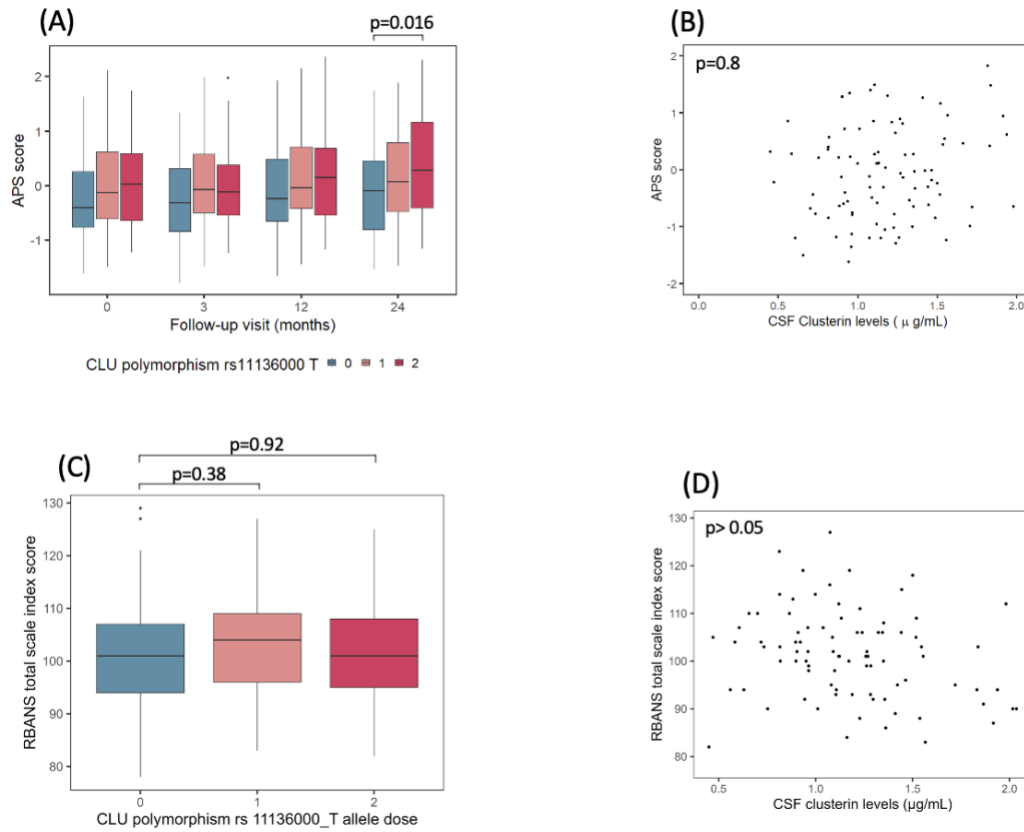 (A)
p=0.016
APS score
2
1
0
-1
0 3 12 24
Follow-up visit (months)
CLU polymorphism rs11136000 T 0 1 2
(B)
p=0.8
APS score
2
1
0
-1
-2
0.0 0.5 1.0 1.5 2.0
CSF Clusterin levels ( μ g/mL)
(C)
p=0.92
p=0.38
RBANS total scale index score
130
120
110
100
90
80
0 1 2
CLU polymorphism rs 11136000_T allele dose
(D)
p> 0.05
RBANS total scale index score
130
120
110
100
90
80
0.5 1.0 1.5 2.0
CSF clusterin levels (μg/mL)